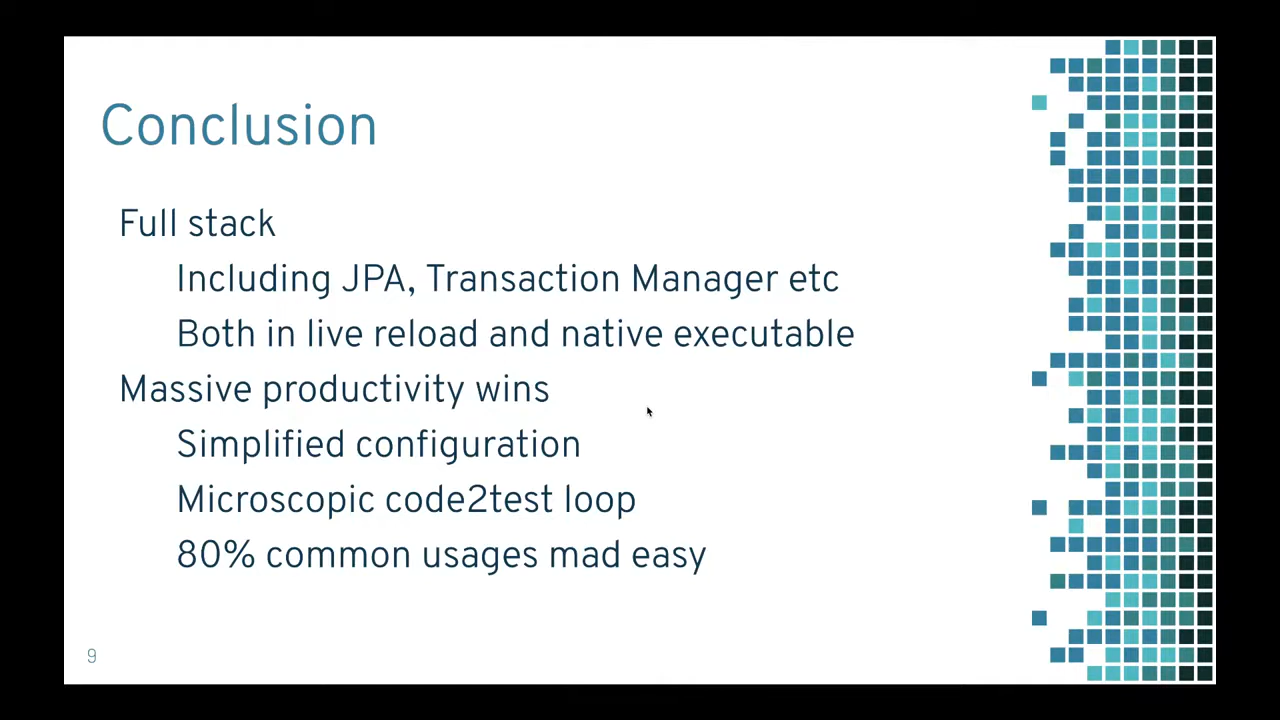 Conclusion
Full stack
Including JPA, Transaction Manager etc
Both in live reload and native executable
Massive productivity wins
Simplified configuration
Microscopic code2test loop
80% common usages mad easy
9